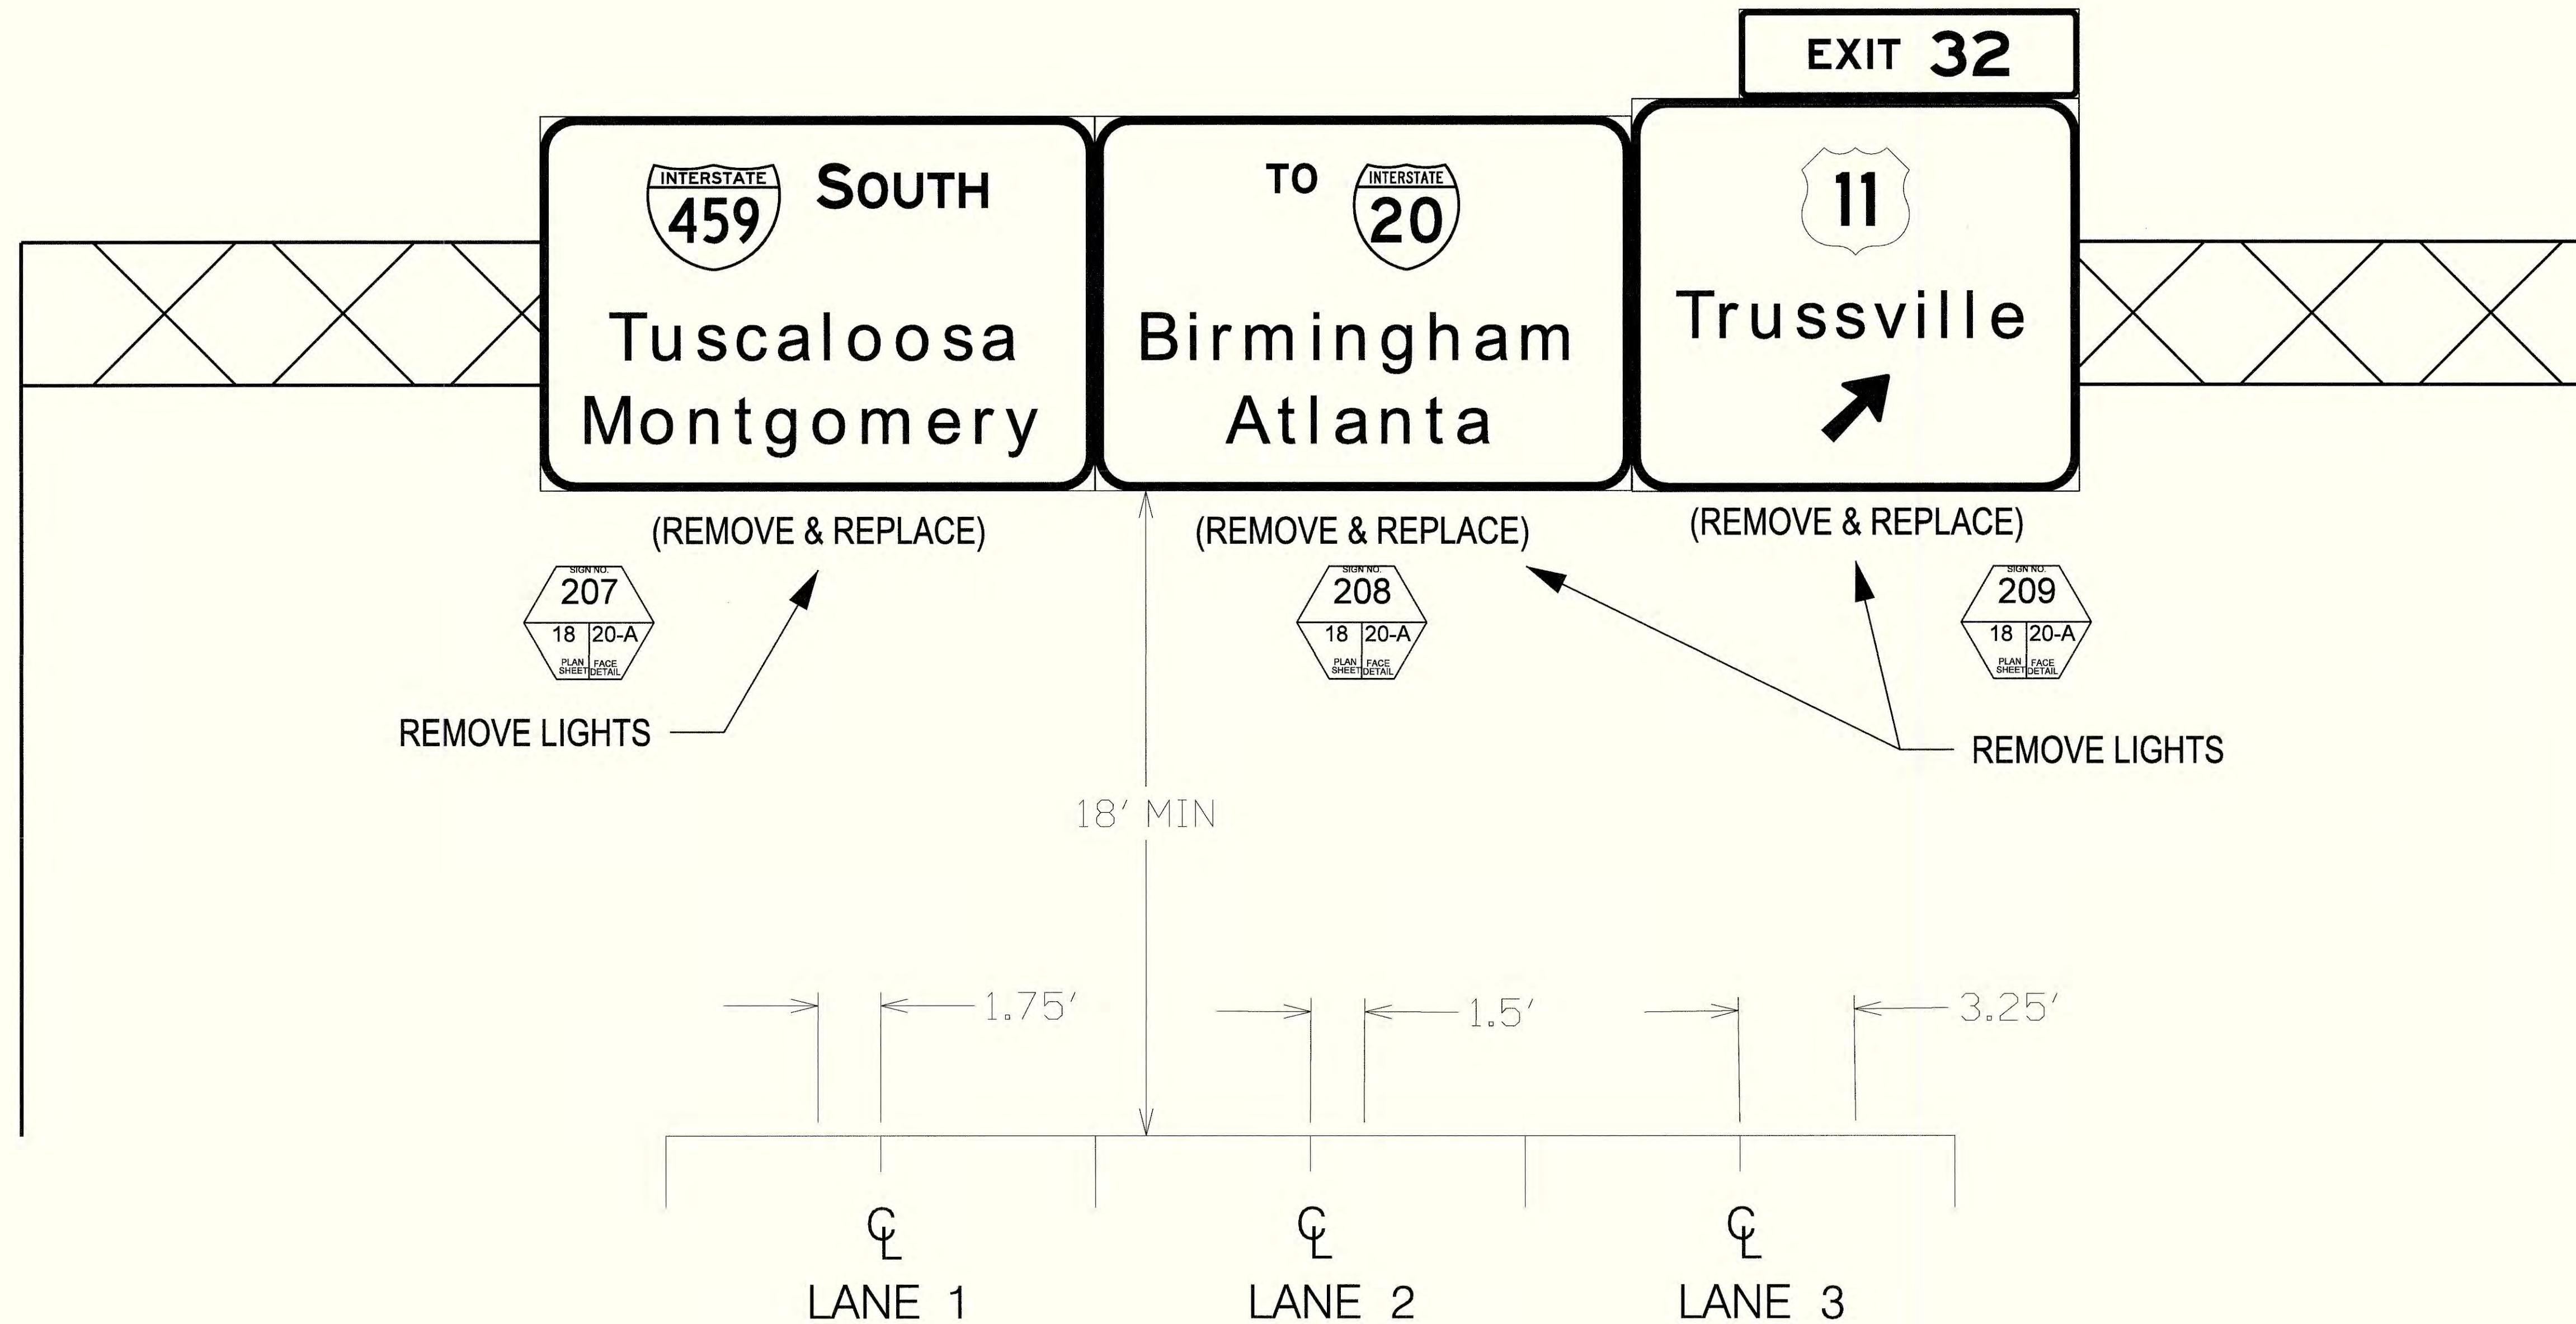 EXIT 32
INTERSTATE
459
SOUTH
Tuscaloosa
Montgomery
TO
INTERSTATE
20
Birmingham
Atlanta
11
Trussville
(REMOVE & REPLACE)
(REMOVE & REPLACE)
(REMOVE & REPLACE)
SIGN NO.
207
18
20-A
PLAN
SHEET
FACE
DETAIL
SIGN NO.
208
18
20-A
PLAN
SHEET
FACE
DETAIL
SIGN NO.
209
18
20-A
PLAN
SHEET
FACE
DETAIL
REMOVE LIGHTS
REMOVE LIGHTS
18' MIN
1.75'
1.5'
3.25'
CL
LANE 1
CL
LANE 2
CL
LANE 3